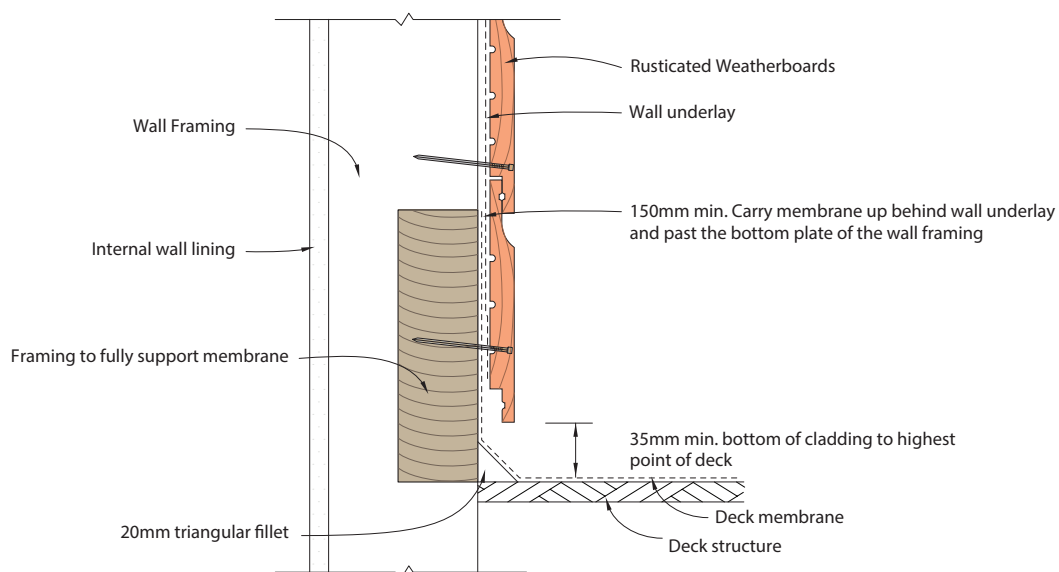 Rusticated Weatherboards
Wall underlay
Wall Framing
150mm min. Carry membrane up behind wall underlay
and past the bottom plate of the wall framing
Internal wall lining
Framing to fully support membrane
35mm min. bottom of cladding to highest
point of deck
Deck membrane
20mm triangular fillet
Deck structure